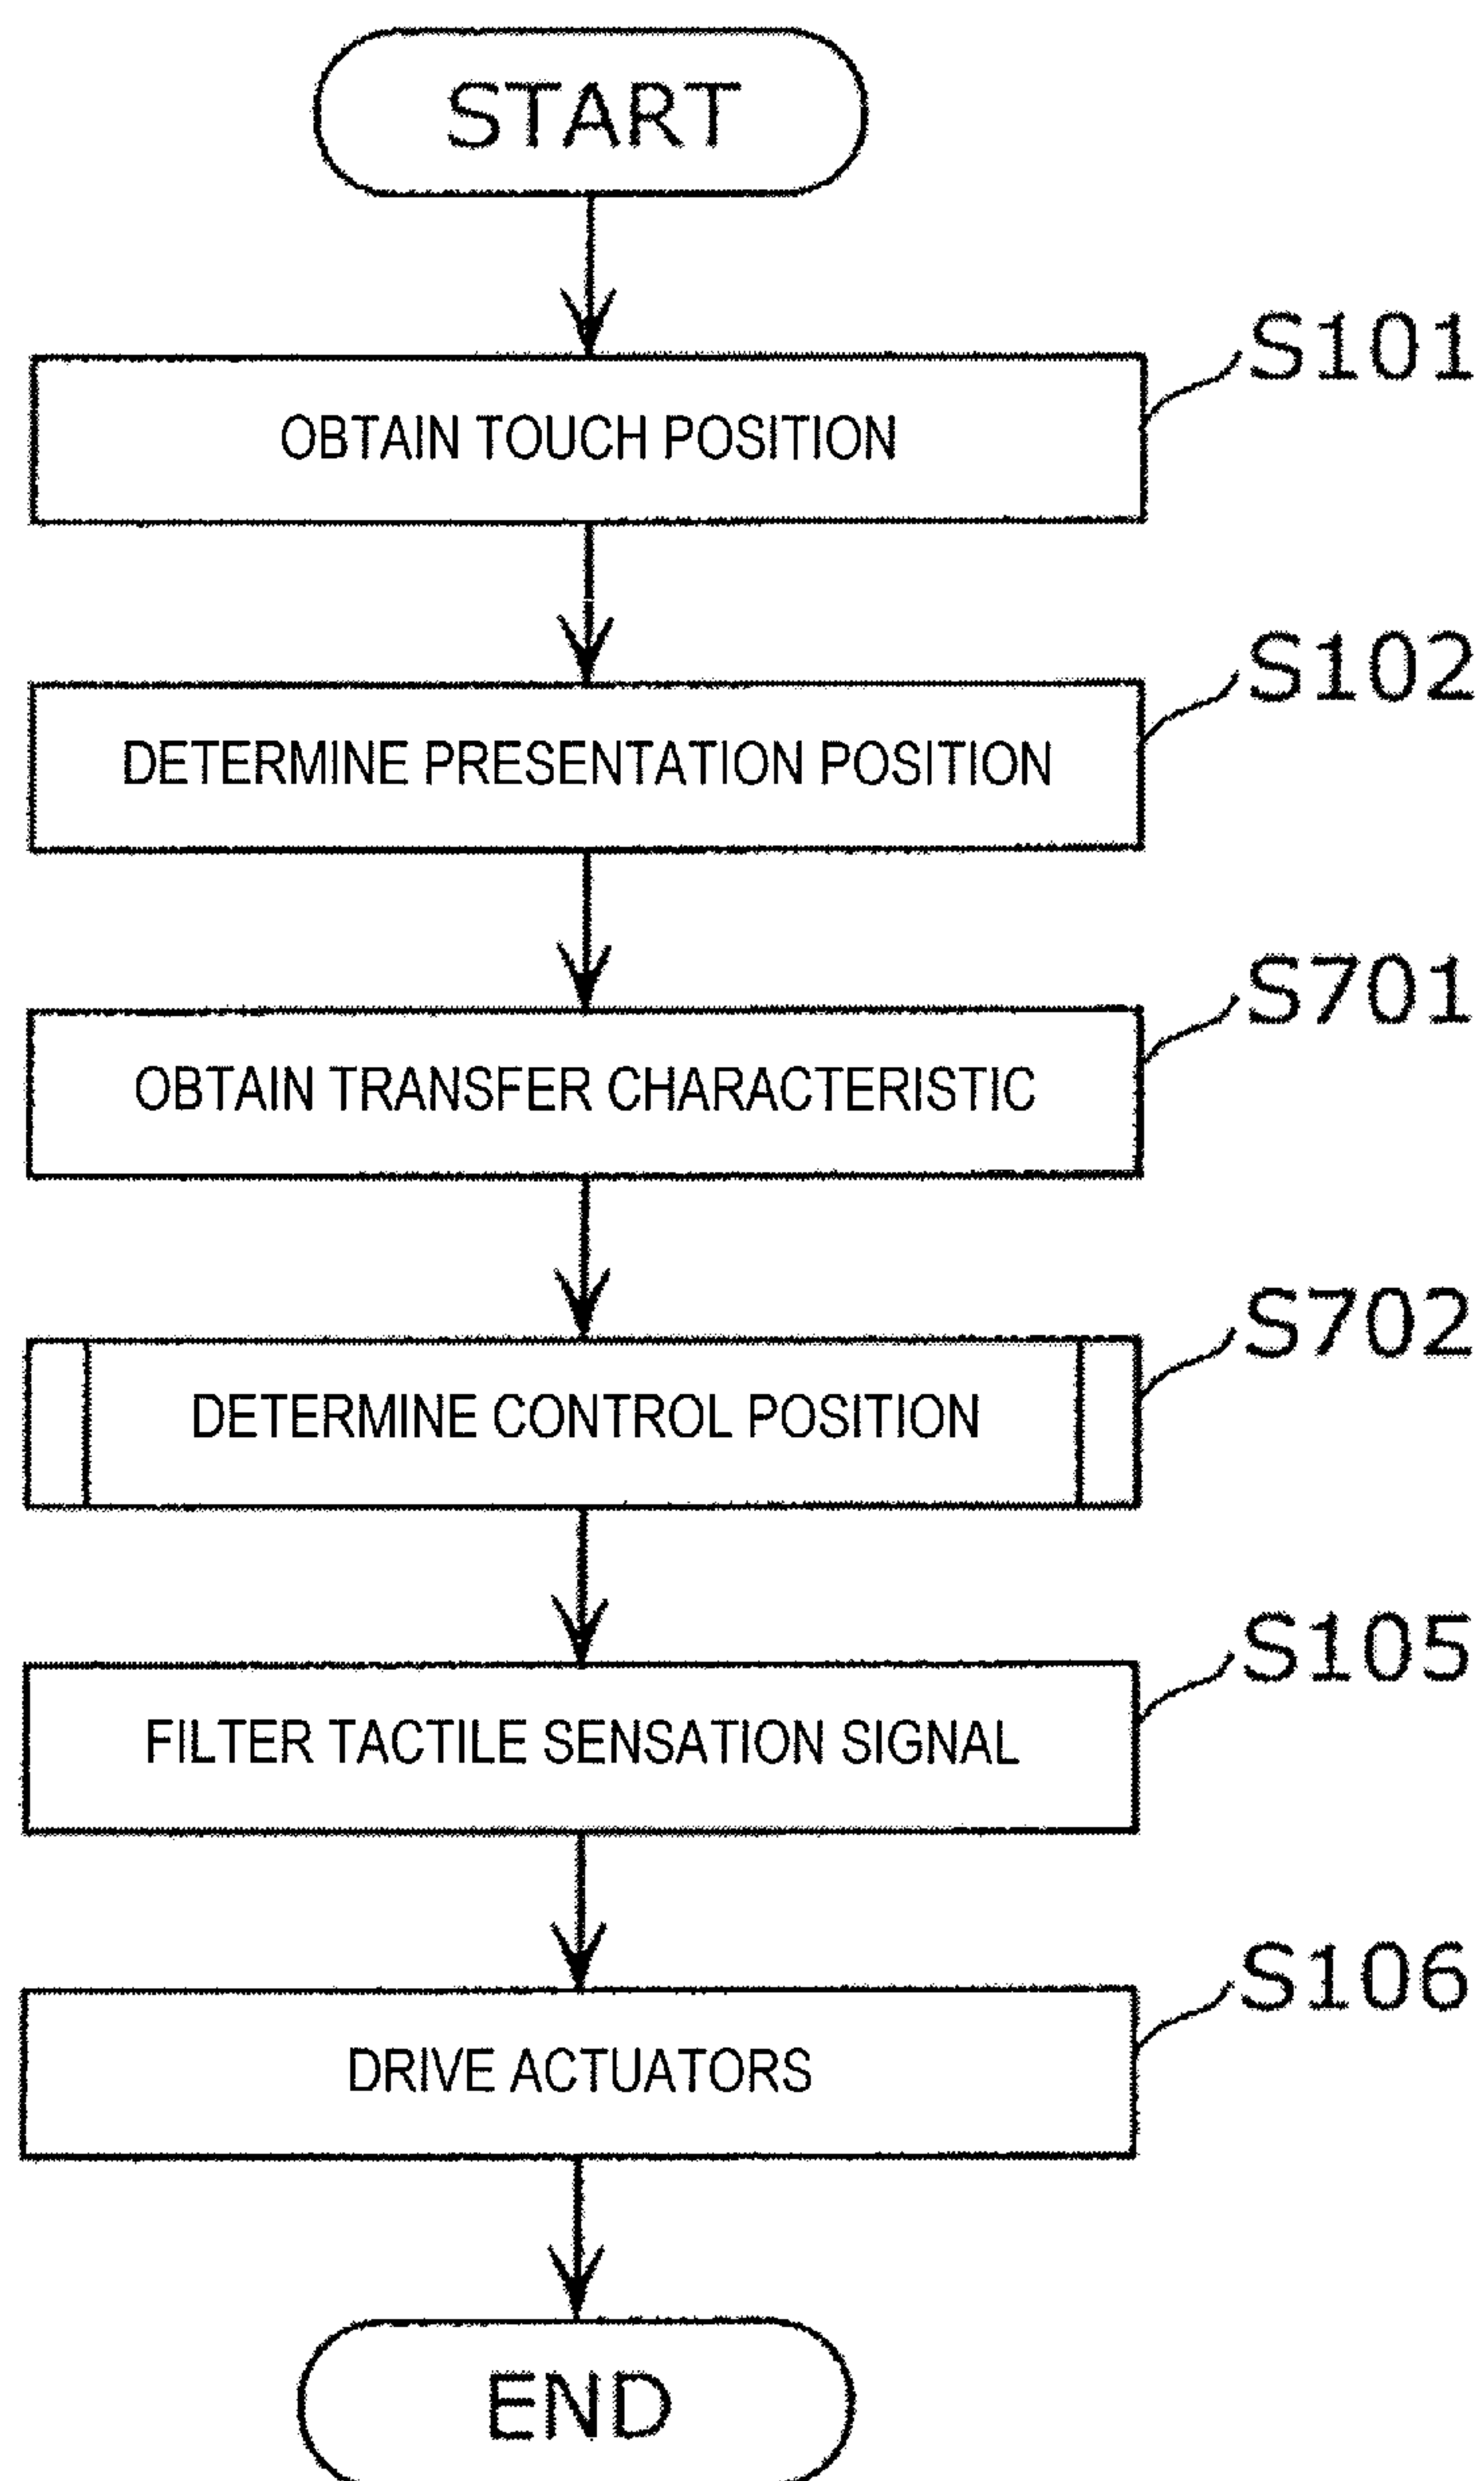 START
S101
OBTAIN TOUCH POSITION
S102
DETERMINE PRESENTATION POSITION
S701
OBTAIN TRANSFER CHARACTERISTIC
S702
DETERMINE CONTROL POSITION
S105
FILTER TACTILE SENSATION SIGNAL
S106
DRIVE ACTUATORS
END